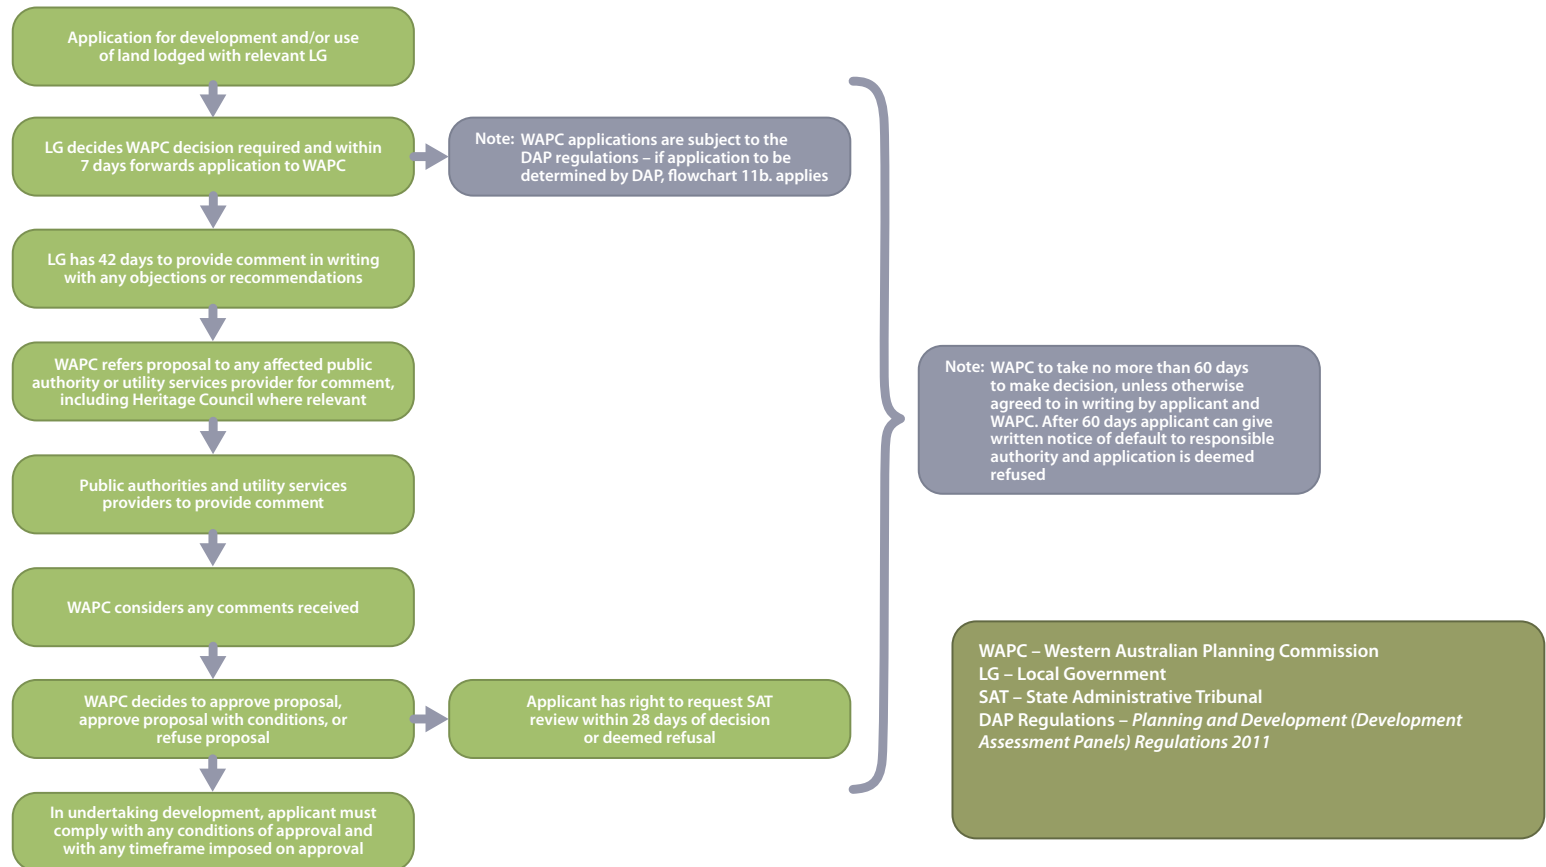 Application for development and/or use
of land lodged with relevant LG
LG decides WAPC decision required and within
7 days forwards application to WAPC
Note: WAPC applications are subject to the
DAP regulations – if application to be
determined by DAP, flowchart 11b. applies
LG has 42 days to provide comment in writing
with any objections or recommendations
WAPC refers proposal to any affected public
authority or utility services provider for comment,
including Heritage Council where relevant
Public authorities and utility services
providers to provide comment
WAPC considers any comments received
WAPC decides to approve proposal,
approve proposal with conditions, or
refuse proposal
Applicant has right to request SAT
review within 28 days of decision
or deemed refusal
In undertaking development, applicant must
comply with any conditions of approval and
with any timeframe imposed on approval
Note: WAPC to take no more than 60 days
to make decision, unless otherwise
agreed to in writing by applicant and
WAPC. After 60 days applicant can give
written notice of default to responsible
authority and application is deemed
refused
WAPC – Western Australian Planning Commission
LG – Local Government
SAT – State Administrative Tribunal
DAP Regulations – Planning and Development (Development
Assessment Panels) Regulations 2011